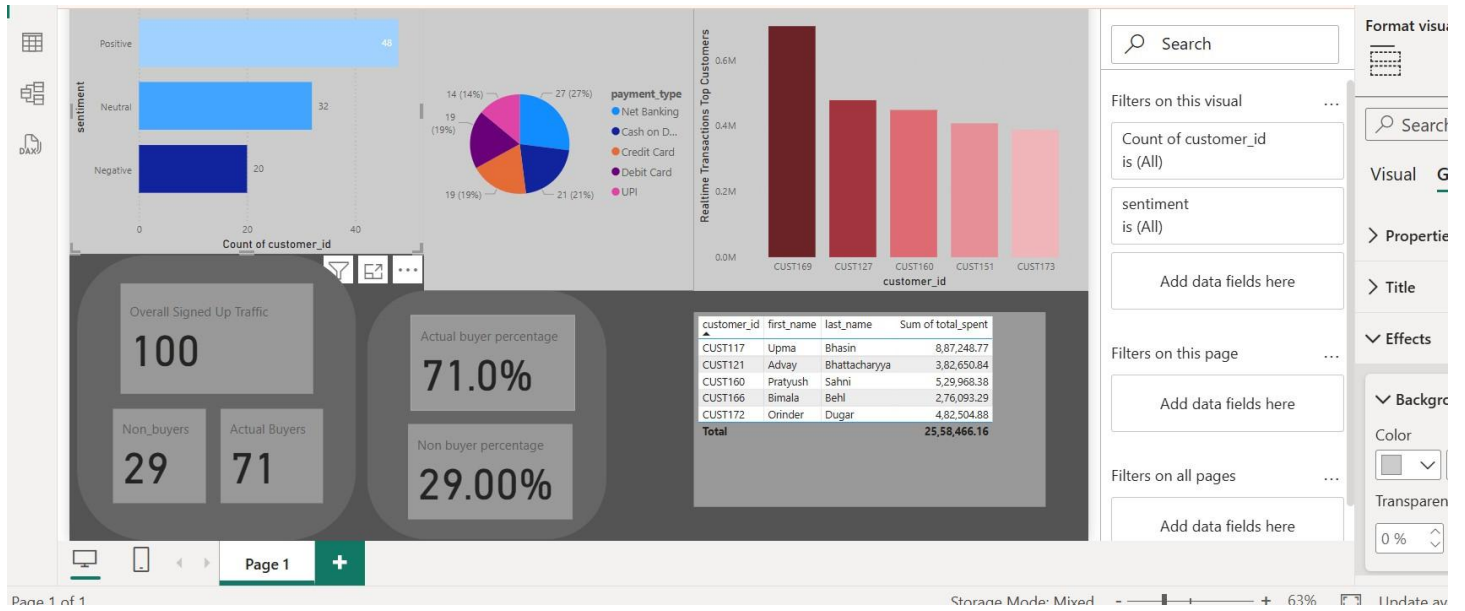 Positive
48
Neutral
32
Negative
20
sentiment
0 20 40
Count of customer_id
14 (14%)
27 (27%)
19
(19%)
19 (19%)
21 (21%)
payment_type
Net Banking
Cash on D...
Credit Card
Debit Card
UPI
Realtime Transactions Top Customers
0.6M
0.4M
0.2M
0.0M
CUST169 CUST127 CUST160 CUST151 CUST173
customer_id
Overall Signed Up Traffic
100
Non_buyers
29
Actual Buyers
71
Actual buyer percentage
71.0%
Non buyer percentage
29.00%
customer_id first_name last_name Sum of total_spent
CUST117 Upma Bhasin 8,87,248.77
CUST121 Advay Bhattacharyya 3,82,650.84
CUST160 Pratyush Sahni 5,29,968.38
CUST166 Bimala Behl 2,76,093.29
CUST172 Orinder Dugar 4,82,504.88
Total 25,58,466.16
DAX
Search
Filters on this visual ...
Count of customer_id
is (All)
sentiment
is (All)
Add data fields here
Filters on this page ...
Add data fields here
Filters on all pages ...
Add data fields here
Format visua
Search
Visual G
Propertie
Title
Effects
Backgro
Color
Transparen
0 %
Page 1
+
Page 1 of 1
Storage Mode: Mixed - + 63% Update av